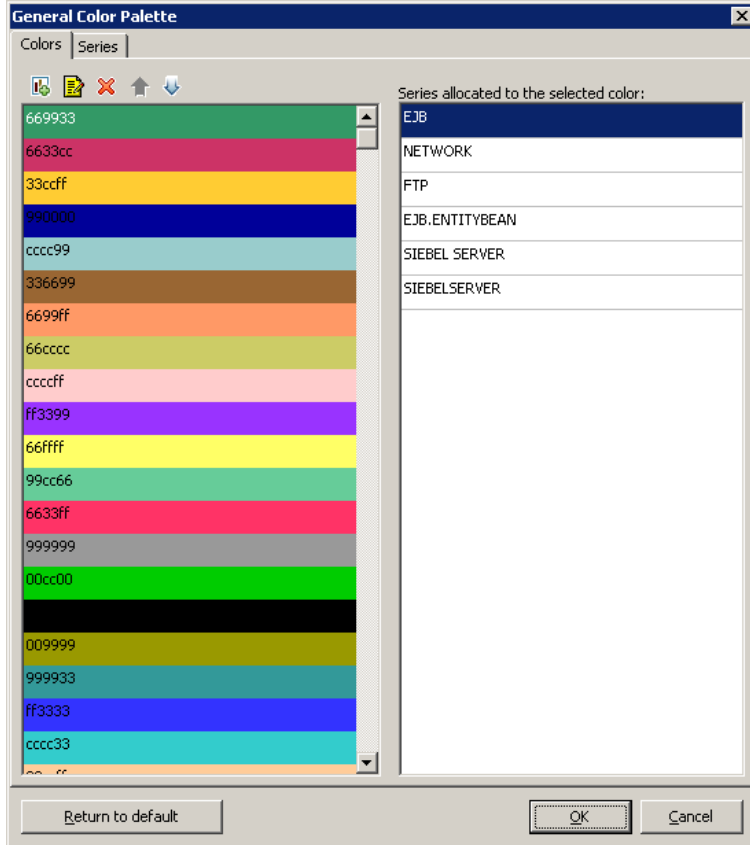 General Color Palette
Colors
Series
Series allocated to the selected color:
669933
6633cc
33ccff
990000
cccc99
336699
6699ff
66cccc
ccccff
ff3399
66ffff
99cc66
6633ff
999999
00cc00
009999
999933
ff3333
cccc33
EJB
NETWORK
FTP
EJB.ENTITYBEAN
SIEBEL SERVER
SIEBELSERVER
Return to default
OK
Cancel